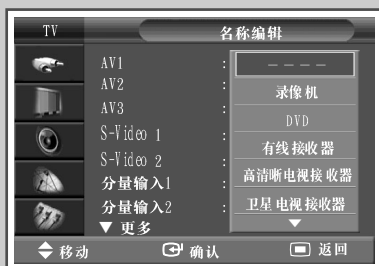 TV 名称编辑
AV1 : － － － －
AV2 : 录像机
AV3 : DVD
S-Video 1 : 有线接收器
S-Video 2 : 高清晰电视接收器
分量输入1 : 卫星电视接收器
分量输入2 :
▼ 更多 ▼
移动 确认 返回